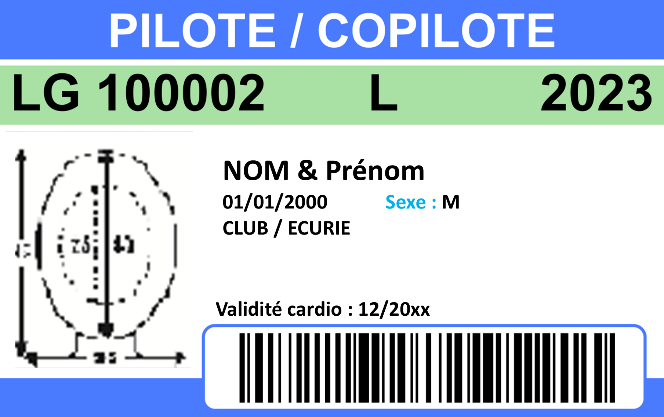 PILOTE / COPILOTE
LG 100002 L 2023
NOM & Prénom
01/01/2000 Sexe : M
CLUB / ECURIE
Validité cardio : 12/20xx